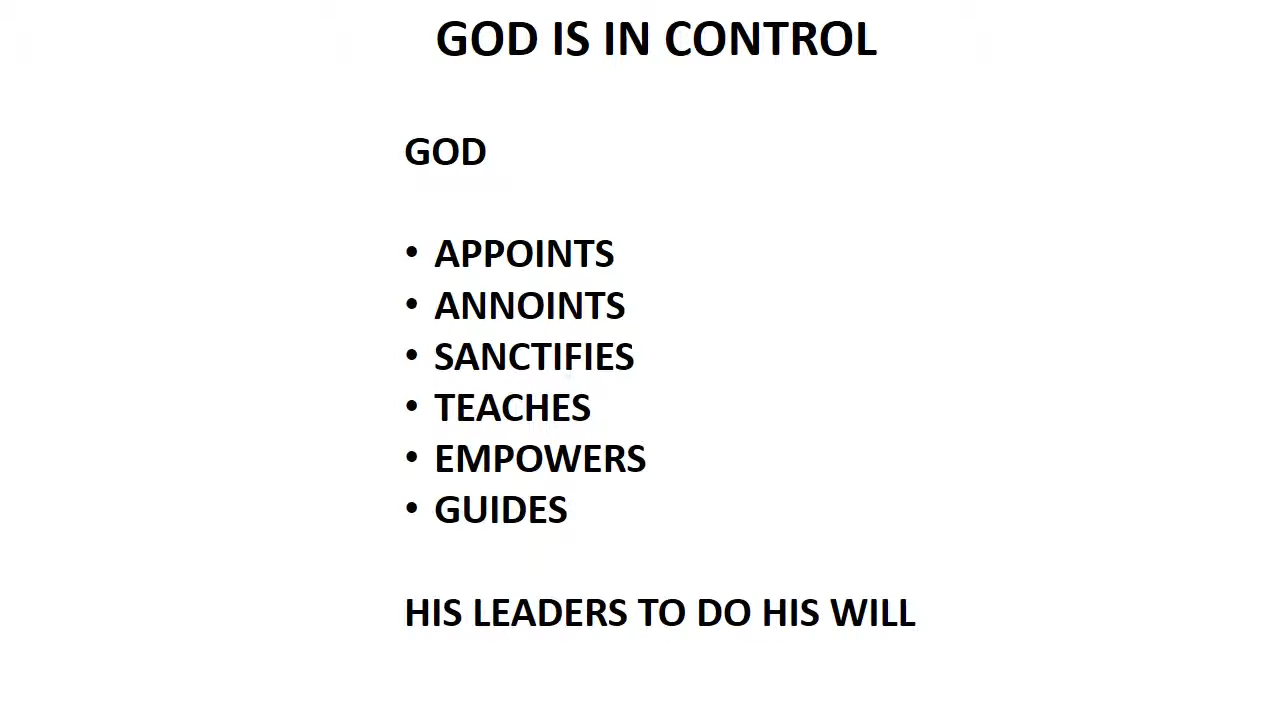 GOD IS IN CONTROL
GOD
• APPOINTS
• ANNOINTS
• SANCTIFIES
• TEACHES
• EMPOWERS
• GUIDES
HIS LEADERS TO DO HIS WILL